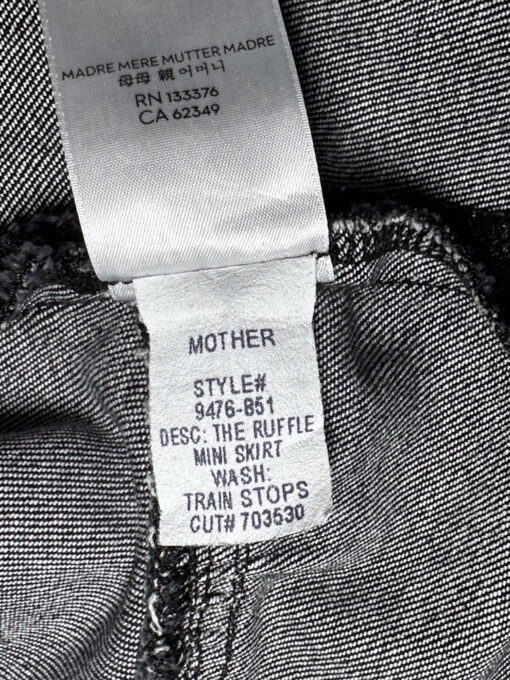 MADRE MERE MUTTER MADRE
母母 親 어머니
RN 133376
CA 62349
MOTHER
STYLE#
9476-851
DESC: THE RUFFLE
MINI SKIRT
WASH:
TRAIN STOPS
CUT# 703530